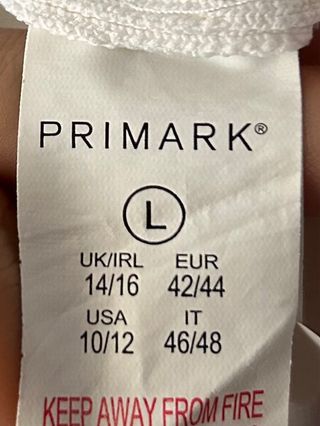 PRIMARK®
L
UK/IRL EUR
14/16 42/44
USA IT
10/12 46/48
KEEP AWAY FROM FIRE